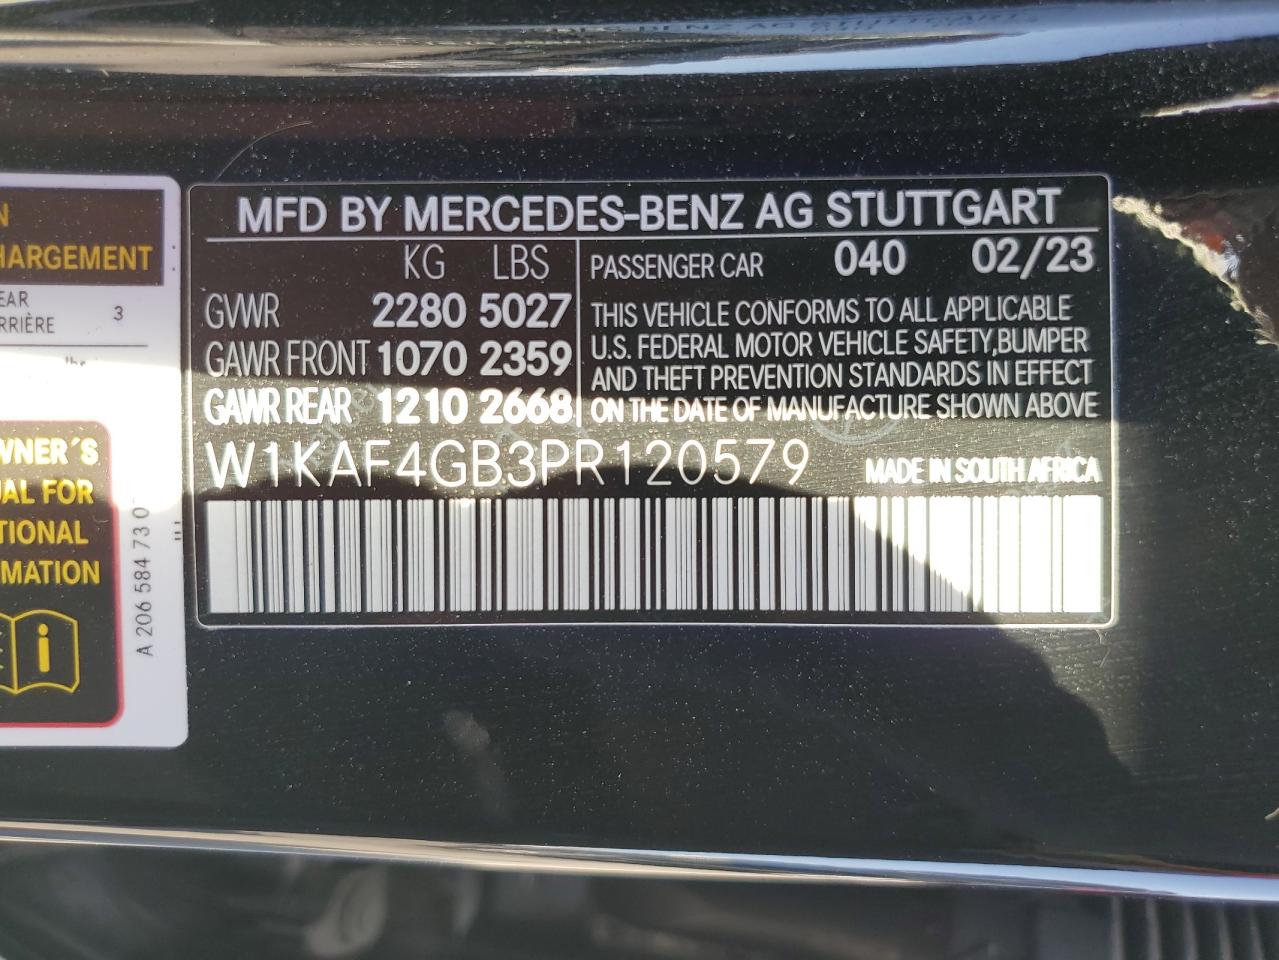 MFD BY MERCEDES-BENZ AG STUTTGART
KG LBS
GVWR 2280 5027
GAWR FRONT 1070 2359
GAWR REAR 1210 2668
PASSENGER CAR 040 02/23
THIS VEHICLE CONFORMS TO ALL APPLICABLE
U.S. FEDERAL MOTOR VEHICLE SAFETY, BUMPER
AND THEFT PREVENTION STANDARDS IN EFFECT
ON THE DATE OF MANUFACTURE SHOWN ABOVE
W1KAF4GB3PR120579 MADE IN SOUTH AFRICA
N
HARGEMENT
EAR
RRIÈRE 3
lbs
WNER´S
UAL FOR
TIONAL
MATION
A 206 584 73 0